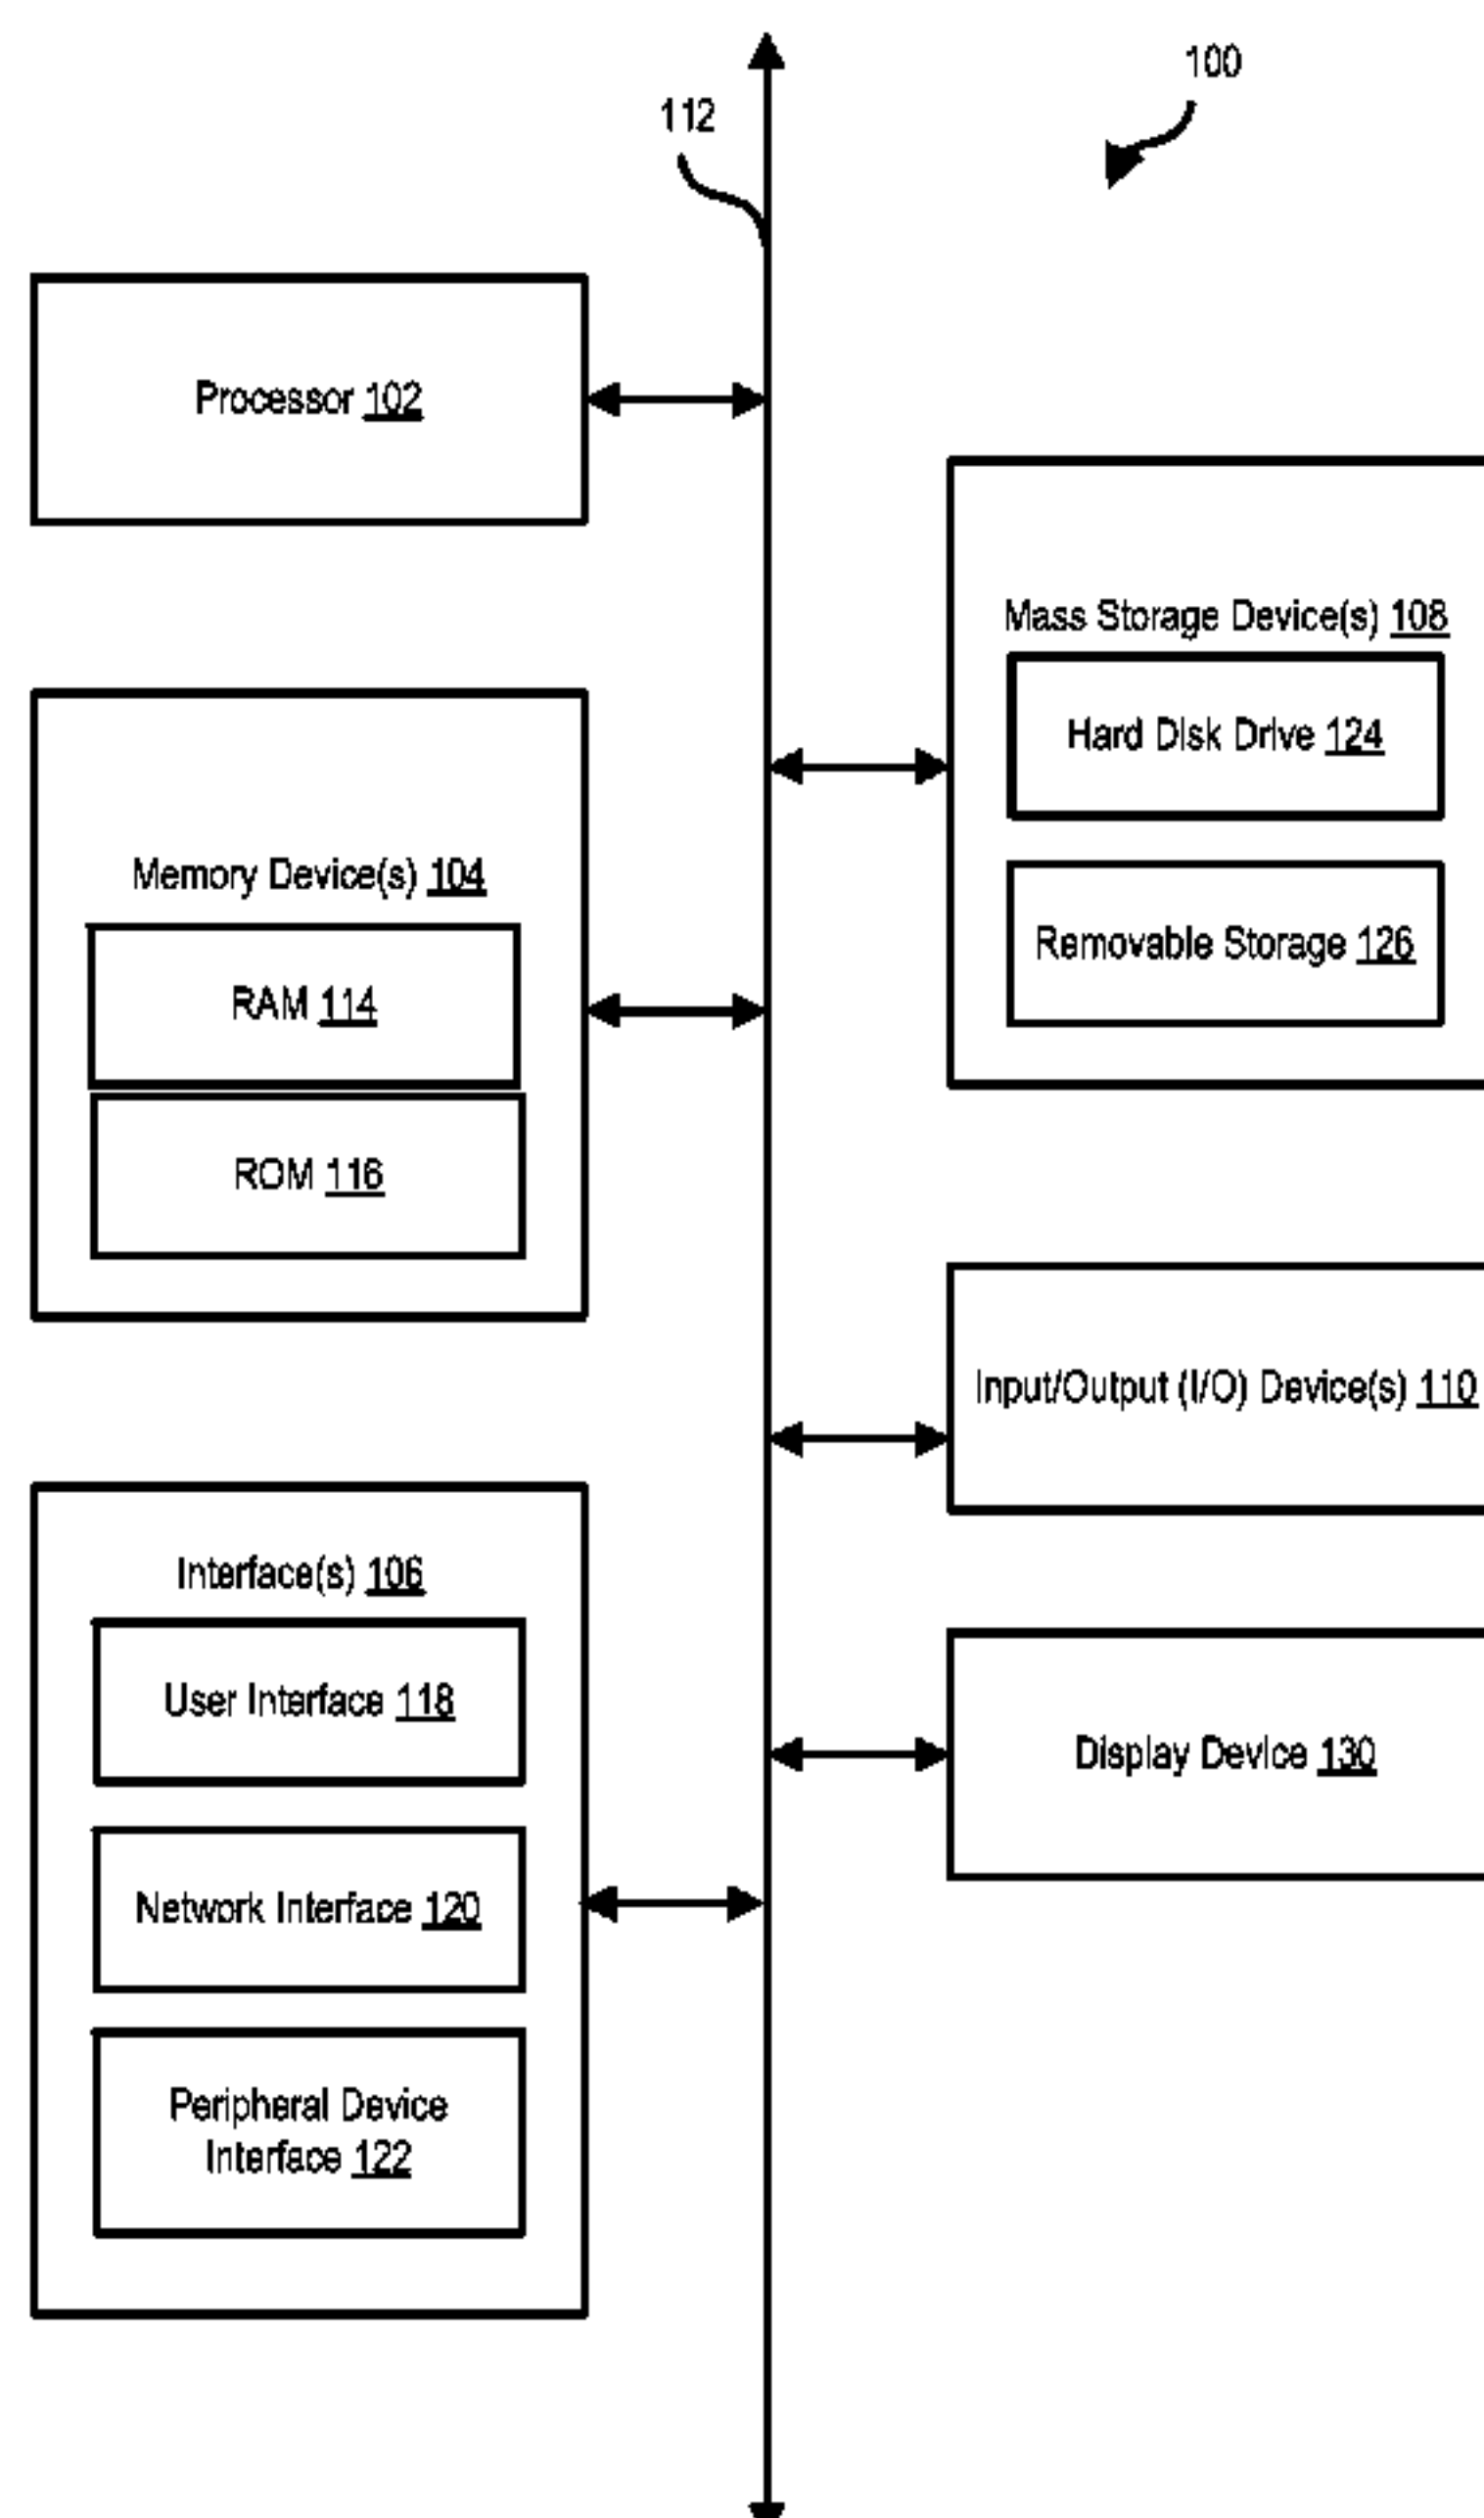 100
112
Processor 102
Mass Storage Device(s) 108
Hard Disk Drive 124
Removable Storage 126
Memory Device(s) 104
RAM 114
ROM 116
Input/Output (I/O) Device(s) 110
Interface(s) 106
User Interface 118
Network Interface 120
Peripheral Device
Interface 122
Display Device 130